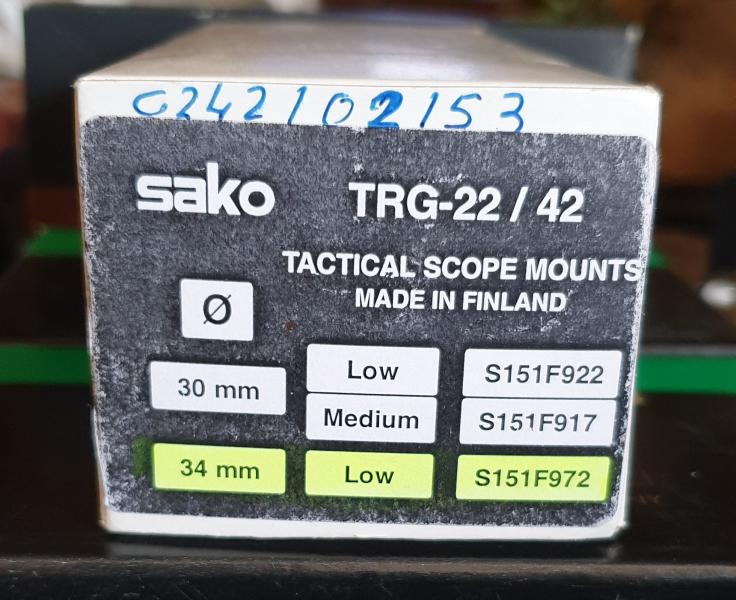 C242102153
sako TRG-22 / 42
TACTICAL SCOPE MOUNTS
MADE IN FINLAND
Ø
30 mm Low S151F922
Medium S151F917
34 mm Low S151F972